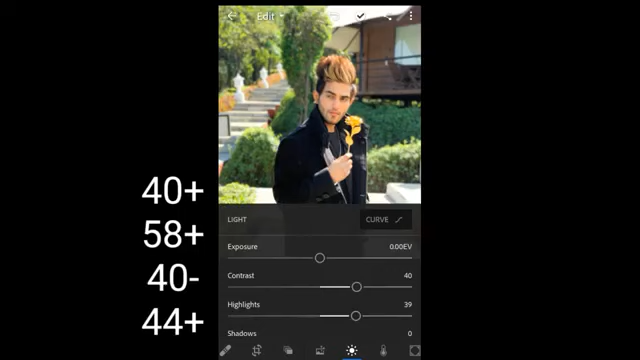 Edit
40+
58+
40-
44+
LIGHT
CURVE
Exposure 0.00EV
Contrast 40
Highlights 39
Shadows 0